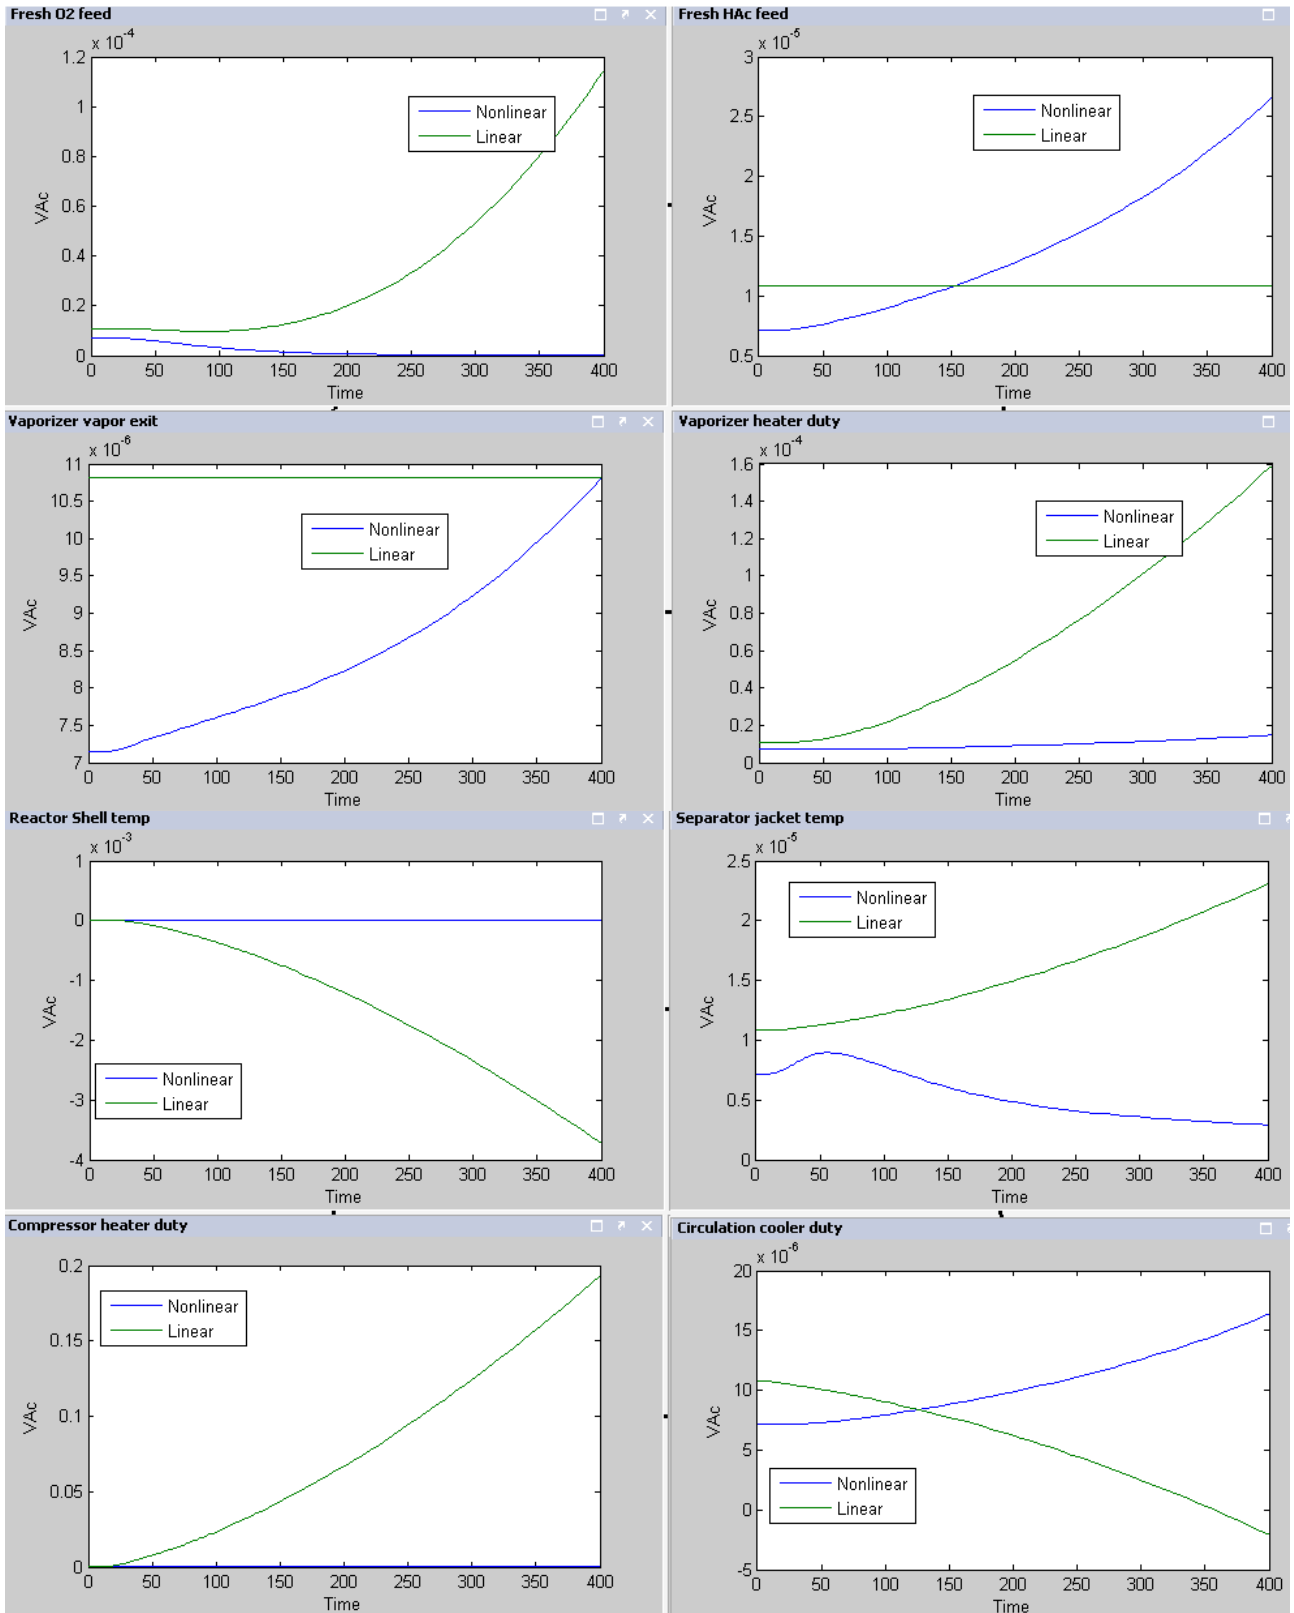 Fresh O2 feed
x 10^-4
1.2
1
0.8
0.6
0.4
0.2
0
VAc
Nonlinear
Linear
0 50 100 150 200 250 300 350 400
Time
Fresh HAc feed
x 10^-5
3
2.5
2
1.5
1
0.5
VAc
Nonlinear
Linear
0 50 100 150 200 250 300 350 400
Time
Vaporizer vapor exit
x 10^-6
11
10.5
10
9.5
9
8.5
8
7.5
7
VAc
Nonlinear
Linear
0 50 100 150 200 250 300 350 400
Time
Vaporizer heater duty
x 10^-4
1.6
1.4
1.2
1
0.8
0.6
0.4
0.2
0
VAc
Nonlinear
Linear
0 50 100 150 200 250 300 350 400
Time
Reactor Shell temp
x 10^-3
1
0
-1
-2
-3
-4
VAc
Nonlinear
Linear
0 50 100 150 200 250 300 350 400
Time
Separator jacket temp
x 10^-5
2.5
2
1.5
1
0.5
0
VAc
Nonlinear
Linear
0 50 100 150 200 250 300 350 400
Time
Compressor heater duty
0.2
0.15
0.1
0.05
0
VAc
Nonlinear
Linear
0 50 100 150 200 250 300 350 400
Time
Circulation cooler duty
x 10^-6
20
15
10
5
0
-5
VAc
Nonlinear
Linear
0 50 100 150 200 250 300 350 400
Time